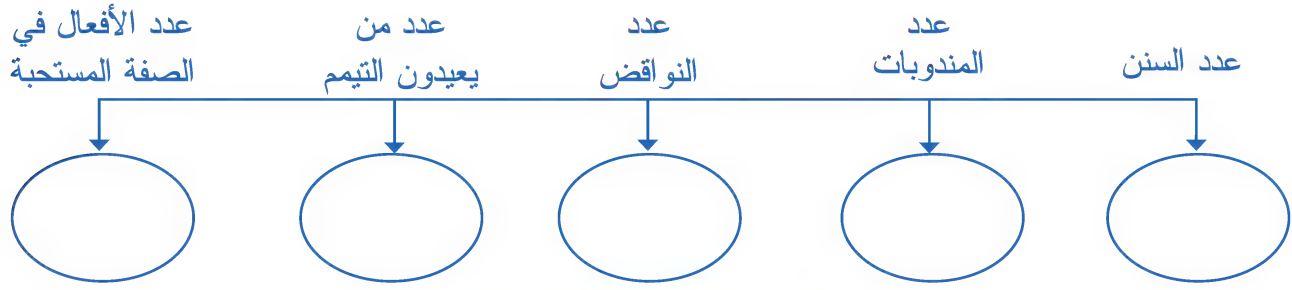 عدد السنن
عدد
المندوبات
عدد
النواقض
عدد من
يعيدون التيمم
عدد الأفعال في
الصفة المستحبة